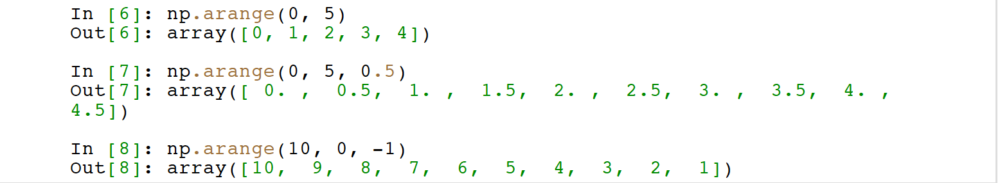 In [6]: np.arange(0, 5)
Out[6]: array([0, 1, 2, 3, 4])
In [7]: np.arange(0, 5, 0.5)
Out[7]: array([ 0. ,  0.5,  1. ,  1.5,  2. ,  2.5,  3. ,  3.5,  4. ,
4.5])
In [8]: np.arange(10, 0, -1)
Out[8]: array([10,  9,  8,  7,  6,  5,  4,  3,  2,  1])